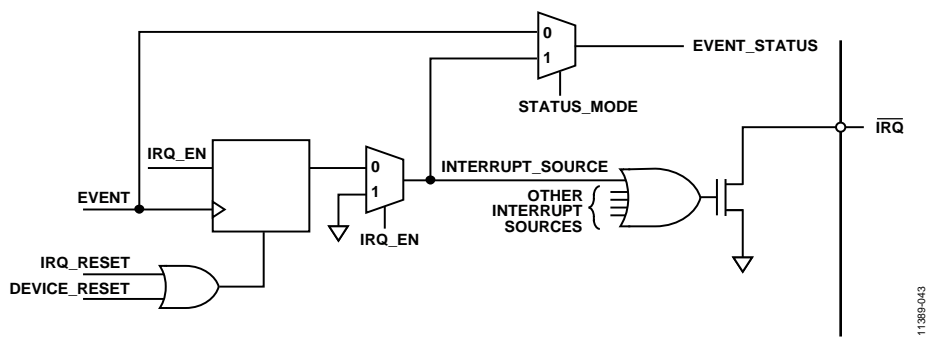 0
1
EVENT_STATUS
STATUS_MODE
IRQ
IRQ_EN
0
1
INTERRUPT_SOURCE
EVENT
OTHER
INTERRUPT
SOURCES
IRQ_EN
IRQ_RESET
DEVICE_RESET
11389-043